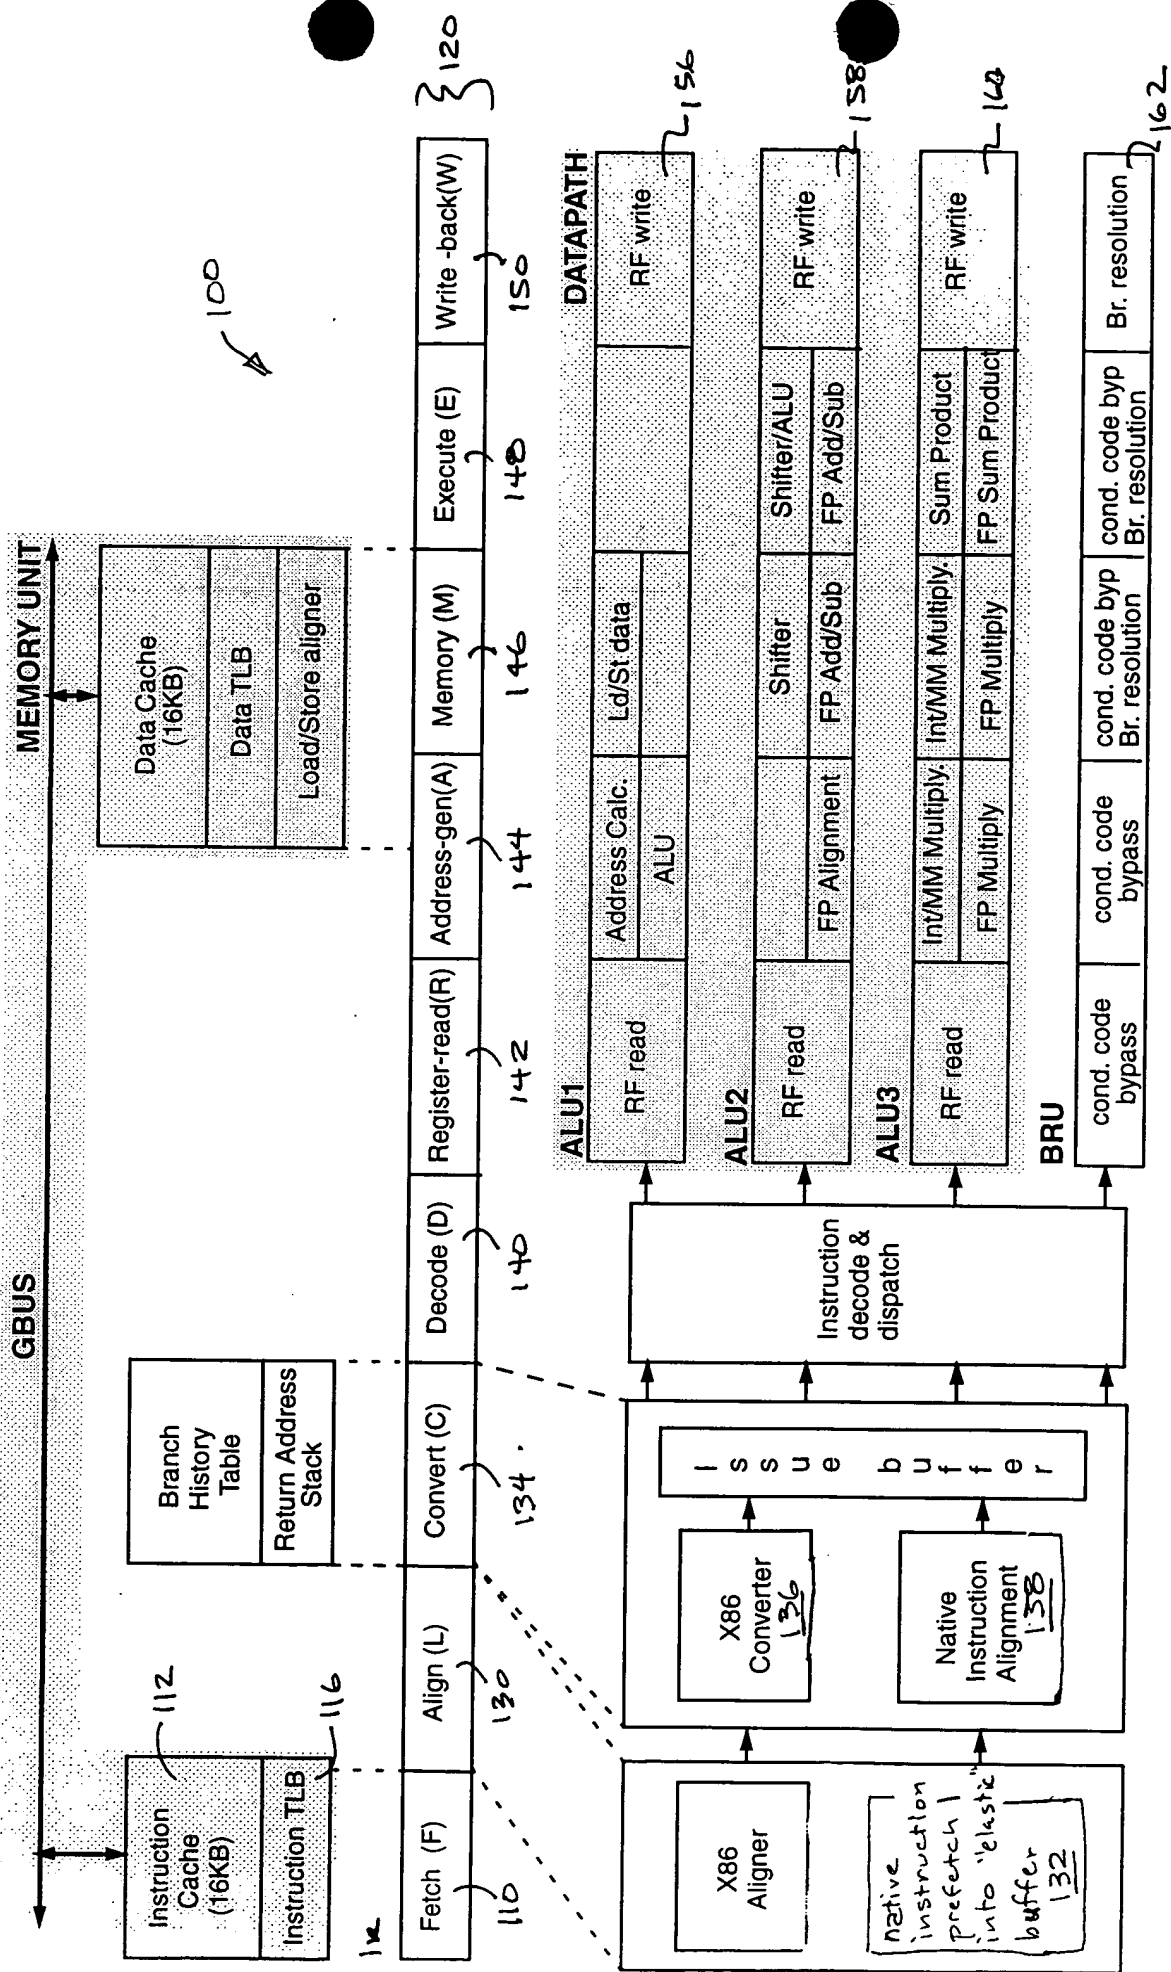 GBUS
MEMORY UNIT
100
Instruction
Cache
(16KB)
112
Instruction TLB
116
Branch
History
Table
Return Address
Stack
Data Cache
(16KB)
Data TLB
Load/Store aligner
120
Fetch (F)
Align (L)
Convert (C)
Decode (D)
Register-read(R)
Address-gen(A)
Memory (M)
Execute (E)
Write -back(W)
110
130
134
140
142
144
146
148
150
DATAPATH
X86
Aligner
native
instruction
prefetch
into "elastic"
buffer
132
X86
Converter
136
Native
Instruction
Alignment
138
Issue buffer
Instruction
decode &
dispatch
ALU1
RF read
Address Calc.
ALU
Ld/St data
RF write
156
ALU2
RF read
FP Alignment
Shifter
FP Add/Sub
Shifter/ALU
FP Add/Sub
RF write
158
ALU3
RF read
Int/MM Multiply.
FP Multiply
Int/MM Multiply.
FP Multiply
Sum Product
FP Sum Product
RF write
BRU
cond. code
bypass
cond. code
bypass
cond. code byp
Br. resolution
cond. code byp
Br. resolution
Br. resolution
162